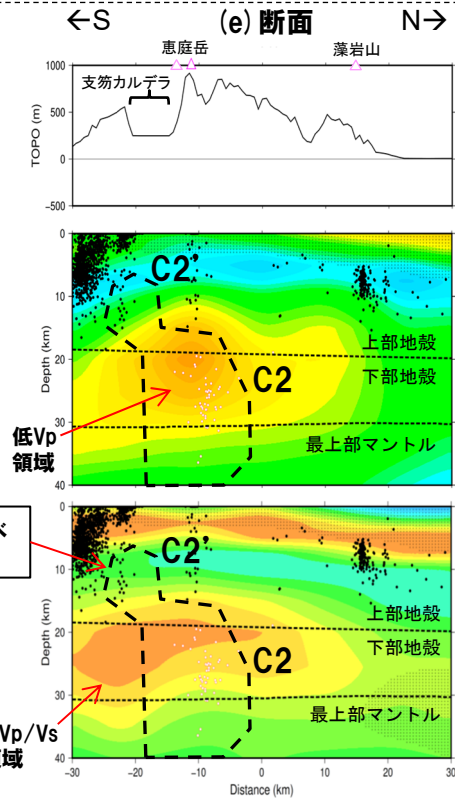 ←S
(e)断面
N→
恵庭岳
藻岩山
支笏カルデラ
1000
500
0
−500
TOPO (m)
C2'
C2
上部地殻
下部地殻
最上部マントル
低Vp
領域
0
10
20
30
40
Depth (km)
べ
C2'
C2
上部地殻
下部地殻
最上部マントル
Vp/Vs
域
0
10
20
30
40
Depth (km)
−30
−20
−10
0
10
20
30
Distance (km)